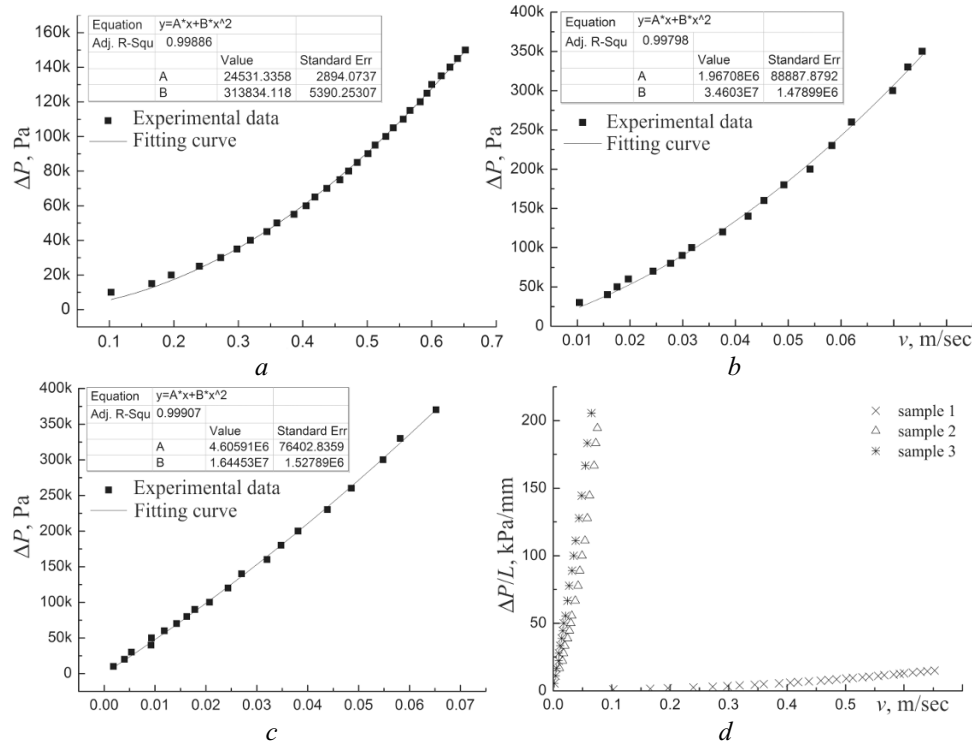 Equation y=A*x+B*x^2
Adj. R-Squ 0.99886
Value Standard Err
A 24531.3358 2894.0737
B 313834.118 5390.25307
Experimental data
Fitting curve
ΔP, Pa
160k
140k
120k
100k
80k
60k
40k
20k
0
0.1 0.2 0.3 0.4 0.5 0.6 0.7
a
Equation y=A*x+B*x^2
Adj. R-Squ 0.99798
Value Standard Err
A 1.96708E6 88887.8792
B 3.4603E7 1.47899E6
Experimental data
Fitting curve
ΔP, Pa
400k
350k
300k
250k
200k
150k
100k
50k
0
0.01 0.02 0.03 0.04 0.05 0.06 v, m/sec
b
Equation y=A*x+B*x^2
Adj. R-Squ 0.99907
Value Standard Err
A 4.60591E6 76402.8359
B 1.64453E7 1.52789E6
Experimental data
Fitting curve
ΔP, Pa
400k
350k
300k
250k
200k
150k
100k
50k
0
0.00 0.01 0.02 0.03 0.04 0.05 0.06 0.07
c
sample 1
sample 2
sample 3
ΔP/L, kPa/mm
200
150
100
50
0
0.0 0.1 0.2 0.3 0.4 0.5 v, m/sec
d